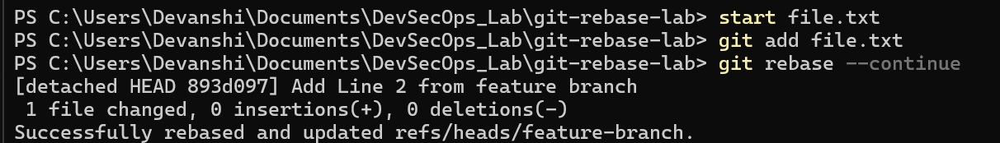 PS C:\Users\Devanshi\Documents\DevSecOps_Lab\git-rebase-lab> start file.txt
PS C:\Users\Devanshi\Documents\DevSecOps_Lab\git-rebase-lab> git add file.txt
PS C:\Users\Devanshi\Documents\DevSecOps_Lab\git-rebase-lab> git rebase --continue
[detached HEAD 893d097] Add Line 2 from feature branch
 1 file changed, 0 insertions(+), 0 deletions(-)
Successfully rebased and updated refs/heads/feature-branch.